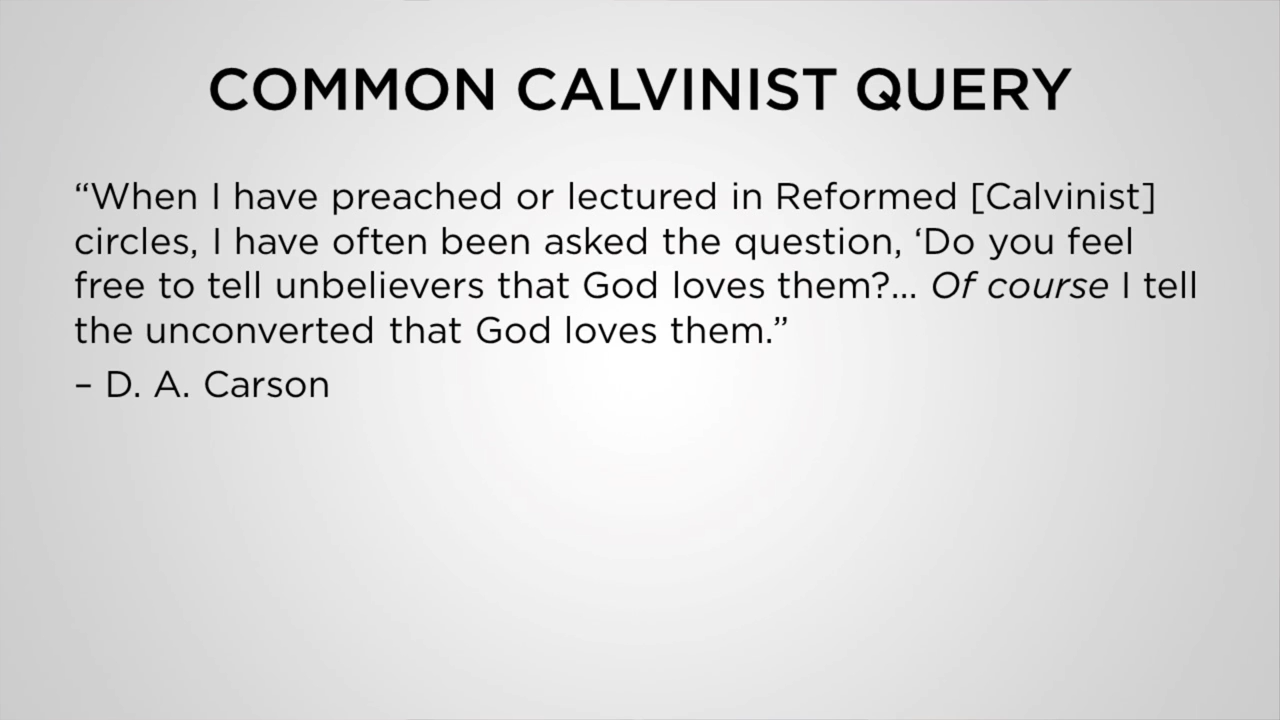 COMMON CALVINIST QUERY
“When I have preached or lectured in Reformed [Calvinist]
circles, I have often been asked the question, ‘Do you feel
free to tell unbelievers that God loves them?... Of course I tell
the unconverted that God loves them.”
– D. A. Carson